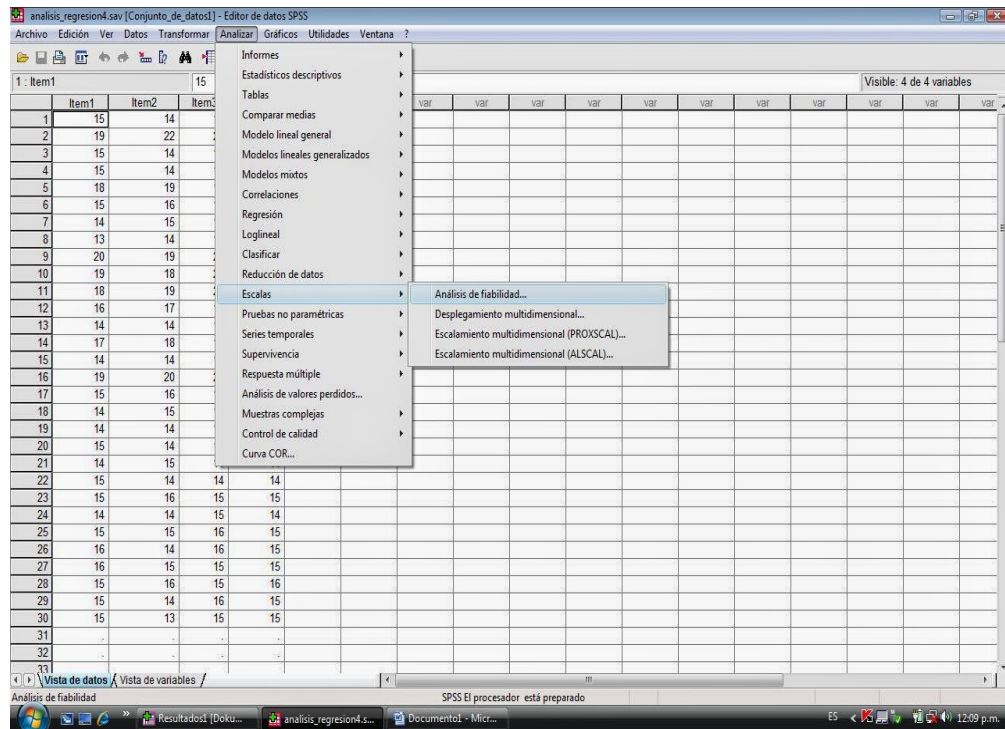 analisis_regresion4.sav [Conjunto_de_datos1] - Editor de datos SPSS
Archivo Edición Ver Datos Transformar Analizar Gráficos Utilidades Ventana ?
1 : Item1 15 Visible: 4 de 4 variables
Item1 Item2 Item3 var var var var var var var var var var
Informes
Estadísticos descriptivos
Tablas
Comparar medias
Modelo lineal general
Modelos lineales generalizados
Modelos mixtos
Correlaciones
Regresión
Loglineal
Clasificar
Reducción de datos
Escalas
Pruebas no paramétricas
Series temporales
Supervivencia
Respuesta múltiple
Análisis de valores perdidos...
Muestras complejas
Control de calidad
Curva COR...
Análisis de fiabilidad...
Desplegamiento multidimensional...
Escalamiento multidimensional (PROXSCAL)...
Escalamiento multidimensional (ALSCAL)...
1 15 14
2 19 22
3 15 14
4 15 14
5 18 19
6 15 16
7 14 15
8 13 14
9 20 19
10 19 18
11 18 19
12 16 17
13 14 14
14 17 18
15 14 14
16 19 20
17 15 16
18 14 15
19 14 14
20 15 14
21 14 15
22 15 14 14 14
23 15 16 15 15
24 14 14 15 14
25 15 15 16 15
26 16 14 16 15
27 16 15 15 15
28 15 16 15 16
29 15 14 16 15
30 15 13 15 15
31 . . . .
32 . . . .
33
Vista de datos Vista de variables
Análisis de fiabilidad SPSS El procesador está preparado
Resultados1 [Doku... analisis_regresion4.s... Documento1 - Micr... ES 12:09 p.m.